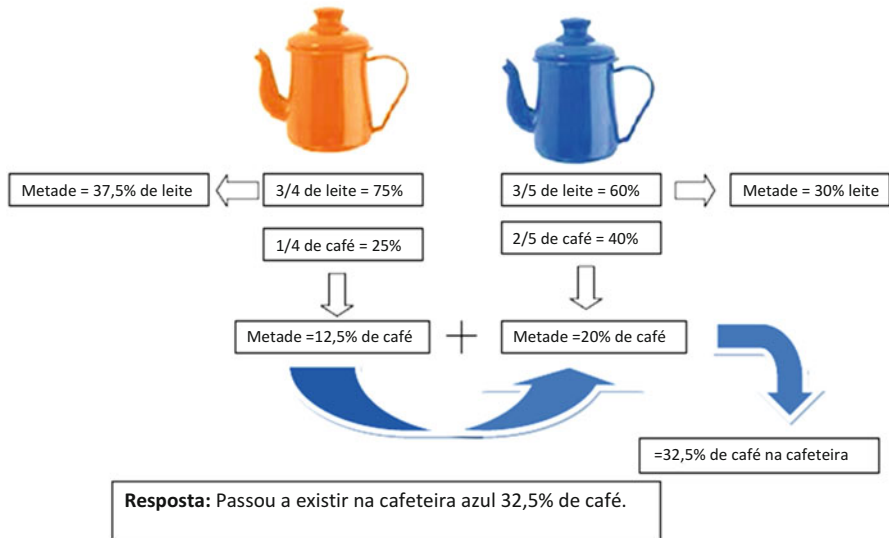 Metade = 37,5% de leite
3/4 de leite = 75%
3/5 de leite = 60%
Metade = 30% leite
1/4 de café = 25%
2/5 de café = 40%
Metade =12,5% de café
Metade =20% de café
=32,5% de café na cafeteira
Resposta: Passou a existir na cafeteira azul 32,5% de café.